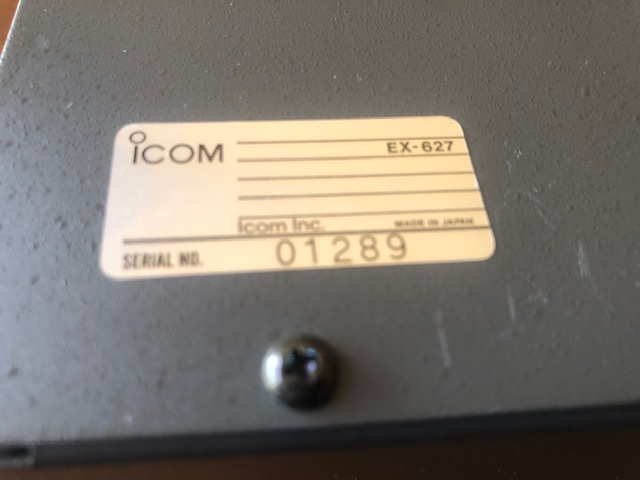 ICOM
EX-627
Icom Inc.
MADE IN JAPAN
SERIAL NO. 01289